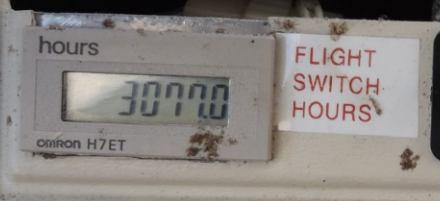 hours
3077.0
OMRON H7ET
FLIGHT
SWITCH
HOURS